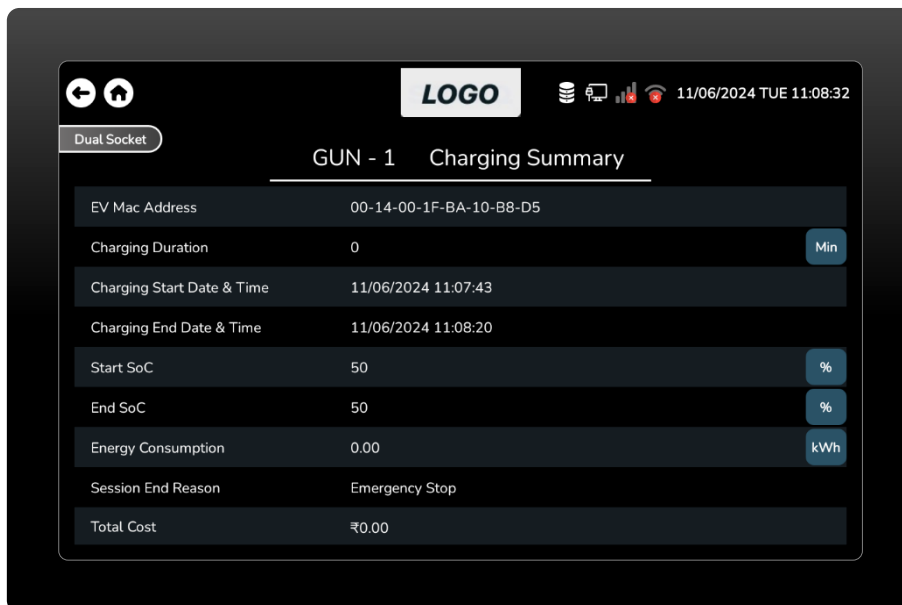 LOGO
11/06/2024 TUE 11:08:32
Dual Socket
GUN - 1 Charging Summary
EV Mac Address 00-14-00-1F-BA-10-B8-D5
Charging Duration 0 Min
Charging Start Date & Time 11/06/2024 11:07:43
Charging End Date & Time 11/06/2024 11:08:20
Start SoC 50 %
End SoC 50 %
Energy Consumption 0.00 kWh
Session End Reason Emergency Stop
Total Cost ₹0.00